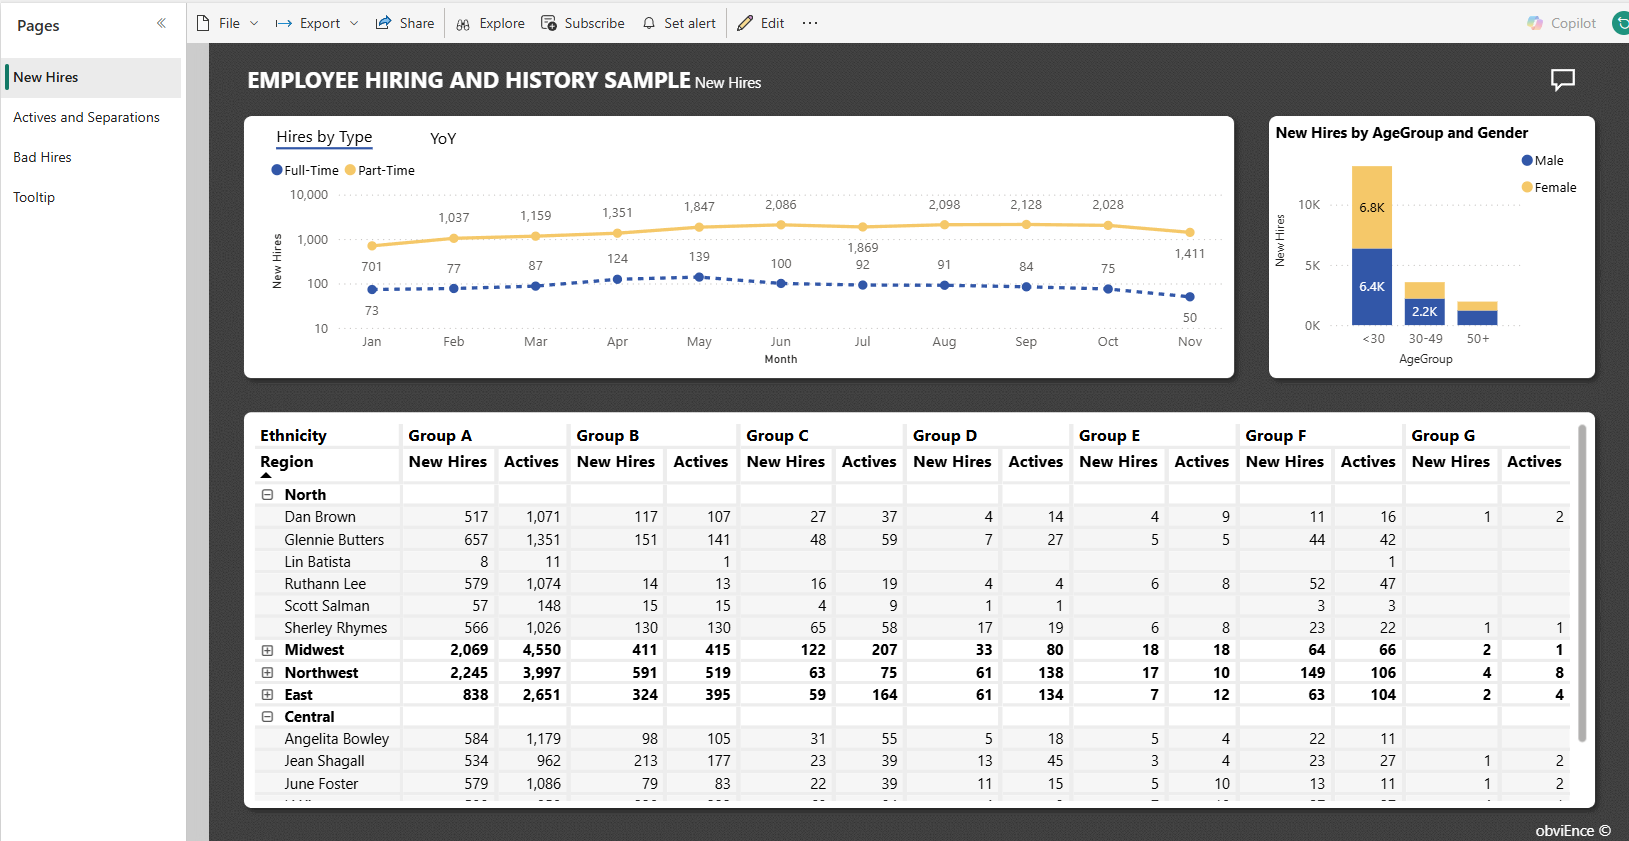 Pages
New Hires
Actives and Separations
Bad Hires
Tooltip
File Export Share Explore Subscribe Set alert Edit ... Copilot
EMPLOYEE HIRING AND HISTORY SAMPLE New Hires
Hires by Type YoY
Full-Time Part-Time
New Hires
10,000
1,000
100
10
701 1,037 1,159 1,351 1,847 2,086 1,869 2,098 2,128 2,028 1,411
73 77 87 124 139 100 92 91 84 75 50
Jan Feb Mar Apr May Jun Jul Aug Sep Oct Nov
Month
New Hires by AgeGroup and Gender
Male
Female
New Hires
10K
5K
0K
6.8K
6.4K
2.2K
<30 30-49 50+
AgeGroup
Ethnicity Group A Group B Group C Group D Group E Group F Group G
Region New Hires Actives New Hires Actives New Hires Actives New Hires Actives New Hires Actives New Hires Actives New Hires Actives
North
Dan Brown 517 1,071 117 107 27 37 4 14 4 9 11 16 1 2
Glennie Butters 657 1,351 151 141 48 59 7 27 5 5 44 42
Lin Batista 8 11 1 1
Ruthann Lee 579 1,074 14 13 16 19 4 4 6 8 52 47
Scott Salman 57 148 15 15 4 9 1 1 3 3
Sherley Rhymes 566 1,026 130 130 65 58 17 19 6 8 23 22 1 1
Midwest 2,069 4,550 411 415 122 207 33 80 18 18 64 66 2 1
Northwest 2,245 3,997 591 519 63 75 61 138 17 10 149 106 4 8
East 838 2,651 324 395 59 164 61 134 7 12 63 104 2 4
Central
Angelita Bowley 584 1,179 98 105 31 55 5 18 5 4 22 11
Jean Shagall 534 962 213 177 23 39 13 45 3 4 23 27 1 2
June Foster 579 1,086 79 83 22 39 11 15 5 10 13 11 1 2
obviEnce ©